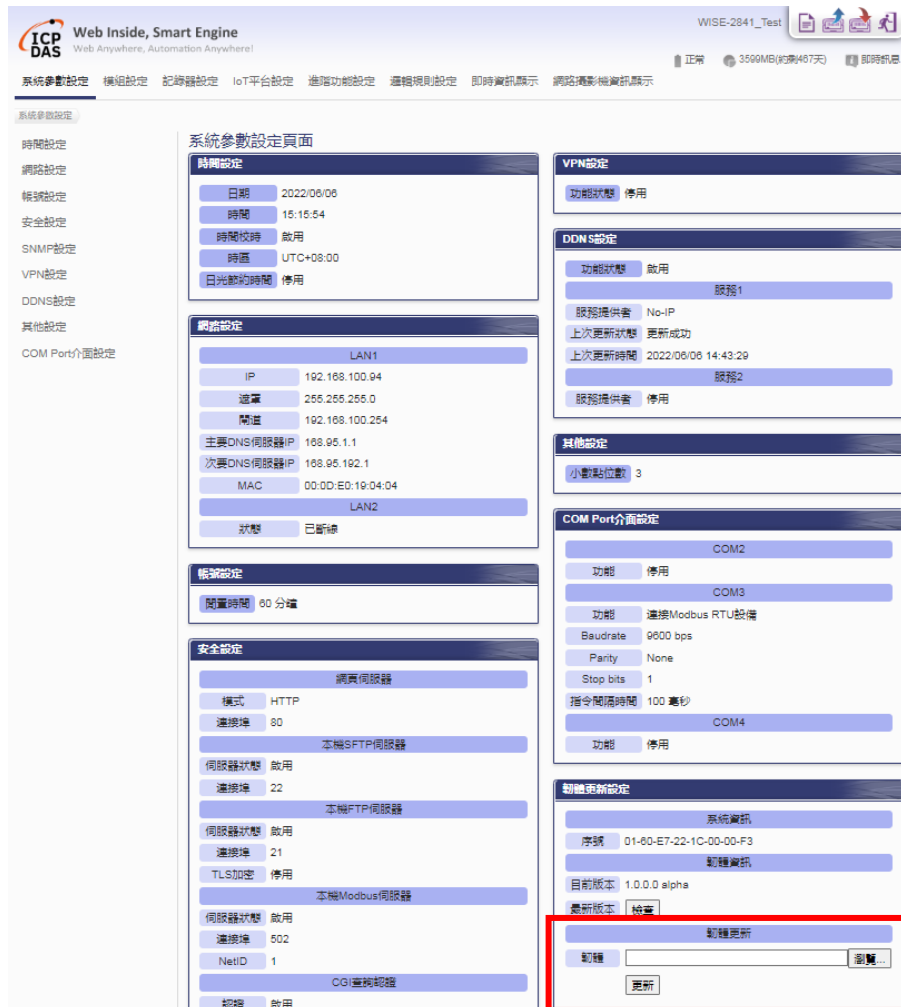 ICP
DAS
Web Inside, Smart Engine
Web Anywhere, Automation Anywhere!
WISE-2841_Test
正常
3599MB(約剩467天)
即時訊息
系統參數設定
模組設定
記錄器設定
IoT平台設定
進階功能設定
邏輯規則設定
即時資訊顯示
網路攝影機資訊顯示
系統參數設定
時間設定
網路設定
帳號設定
安全設定
SNMP設定
VPN設定
DDNS設定
其他設定
COM Port介面設定
系統參數設定頁面
時間設定
日期 2022/06/06
時間 15:15:54
時間校時 啟用
時區 UTC+08:00
日光節約時間 停用
網路設定
LAN1
IP 192.168.100.94
遮罩 255.255.255.0
閘道 192.168.100.254
主要DNS伺服器IP 168.95.1.1
次要DNS伺服器IP 168.95.192.1
MAC 00:0D:E0:19:04:04
LAN2
狀態 已斷線
帳號設定
閒置時間 60 分鐘
安全設定
網頁伺服器
模式 HTTP
連接埠 80
本機SFTP伺服器
伺服器狀態 啟用
連接埠 22
本機FTP伺服器
伺服器狀態 啟用
連接埠 21
TLS加密 停用
本機Modbus伺服器
伺服器狀態 啟用
連接埠 502
NetID 1
CGI查詢認證
認證 啟用
VPN設定
功能狀態 停用
DDNS設定
功能狀態 啟用
服務1
服務提供者 No-IP
上次更新狀態 更新成功
上次更新時間 2022/06/06 14:43:29
服務2
服務提供者 停用
其他設定
小數點位數 3
COM Port介面設定
COM2
功能 停用
COM3
功能 連接Modbus RTU設備
Baudrate 9600 bps
Parity None
Stop bits 1
指令間隔時間 100 毫秒
COM4
功能 停用
韌體更新設定
系統資訊
序號 01-60-E7-22-1C-00-00-F3
韌體資訊
目前版本 1.0.0.0 alpha
最新版本 檢查
韌體更新
韌體 瀏覽...
更新